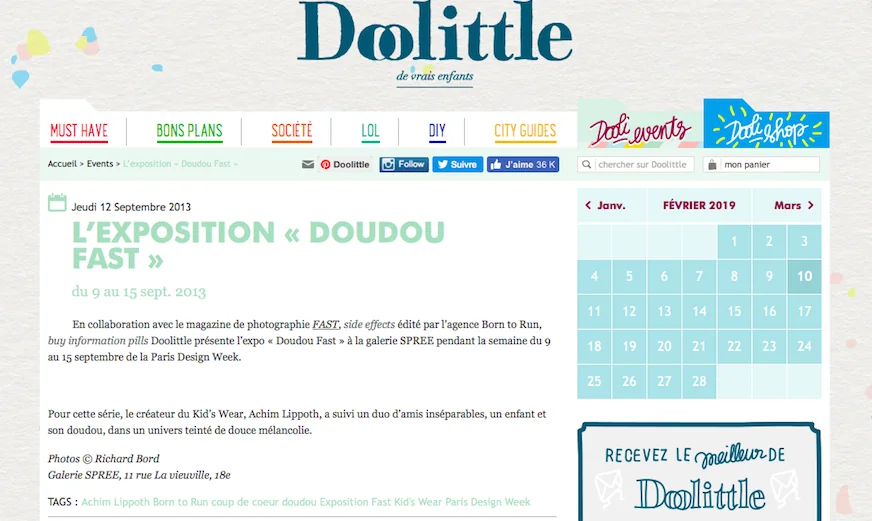 Doolittle
de vrais enfants
MUST HAVE
BONS PLANS
SOCIÉTÉ
LOL
DIY
CITY GUIDES
Dooli events
Dooli shop
Accueil > Events > L'exposition « Doudou Fast »
Doolittle
Follow
Suivre
J'aime 36 K
chercher sur Doolittle
mon panier
Jeudi 12 Septembre 2013
L'EXPOSITION « DOUDOU
FAST »
du 9 au 15 sept. 2013
En collaboration avec le magazine de photographie FAST, side effects édité par l'agence Born to Run,
buy information pills Doolittle présente l'expo « Doudou Fast » à la galerie SPREE pendant la semaine du 9
au 15 septembre de la Paris Design Week.
Pour cette série, le créateur du Kid's Wear, Achim Lippoth, a suivi un duo d'amis inséparables, un enfant et
son doudou, dans un univers teinté de douce mélancolie.
Photos © Richard Bord
Galerie SPREE, 11 rue La vieuville, 18e
TAGS : Achim Lippoth Born to Run coup de coeur doudou Exposition Fast Kid's Wear Paris Design Week
< Janv. FÉVRIER 2019 Mars >
1 2 3
4 5 6 7 8 9 10
11 12 13 14 15 16 17
18 19 20 21 22 23 24
25 26 27 28
RECEVEZ LE meilleur DE
Doolittle